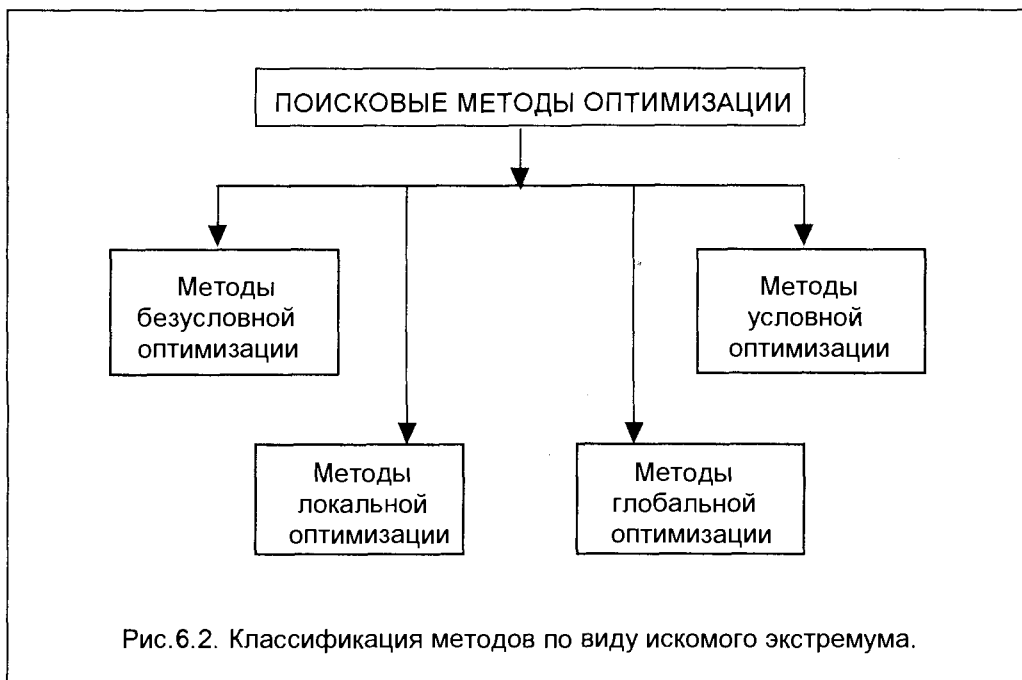 ПОИСКОВЫЕ МЕТОДЫ ОПТИМИЗАЦИИ
Методы
безусловной
оптимизации
Методы
условной
оптимизации
Методы
локальной
оптимизации
Методы
глобальной
оптимизации
Рис.6.2. Классификация методов по виду искомого экстремума.